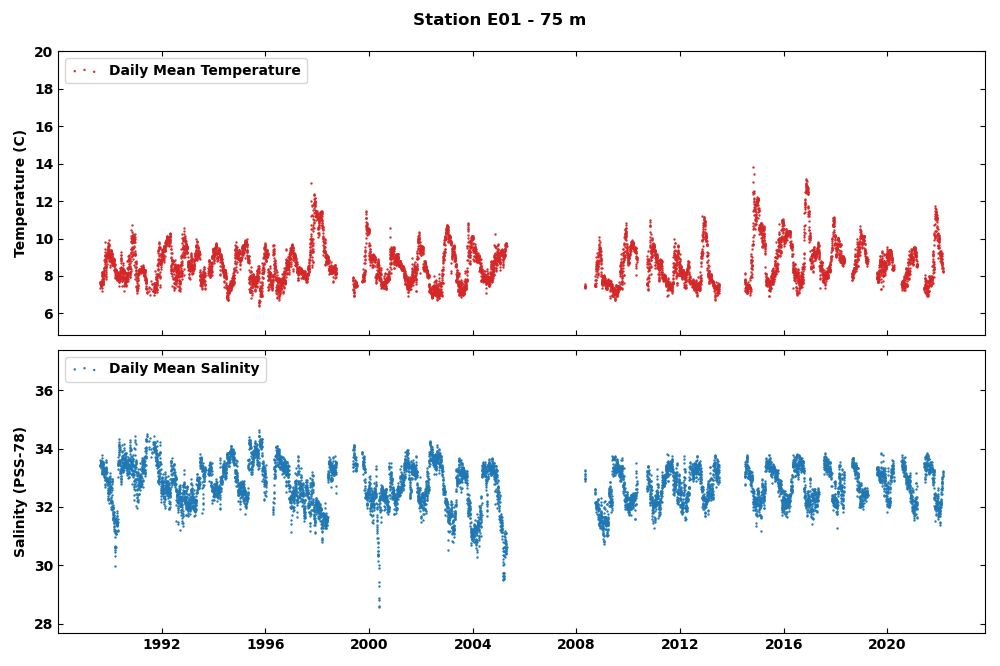 Station E01 - 75 m
20
Daily Mean Temperature
18
16
14
12
10
8
6
Temperature (C)
Daily Mean Salinity
36
34
32
30
28
Salinity (PSS-78)
1992 1996 2000 2004 2008 2012 2016 2020